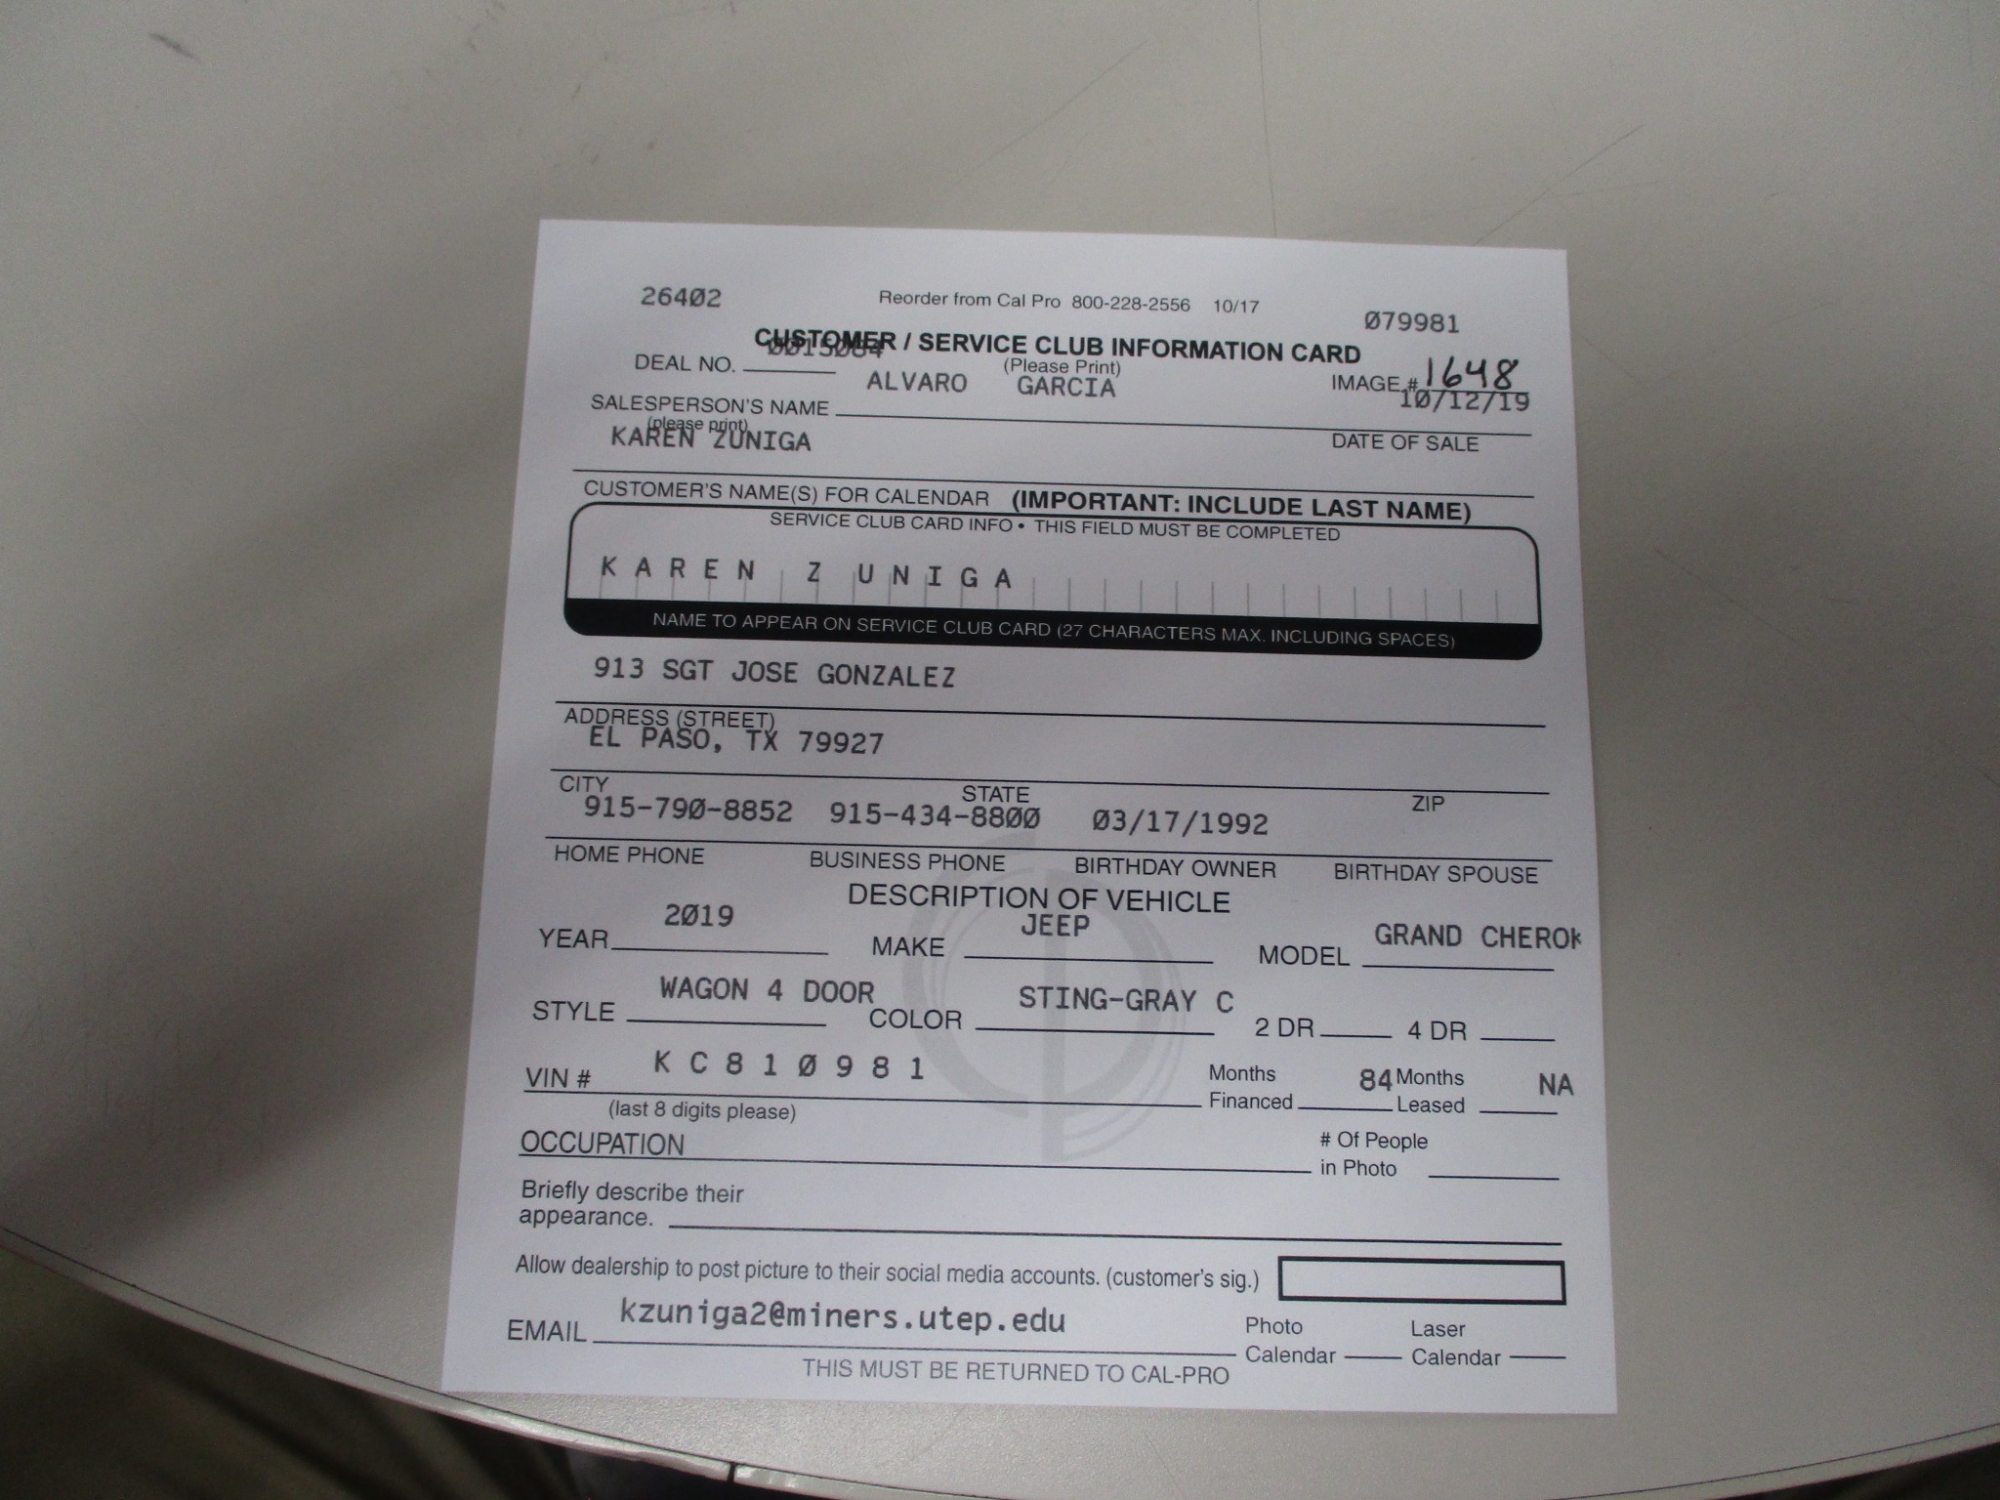 26402 Reorder from Cal Pro 800-228-2556 10/17 079981
CUSTOMER / SERVICE CLUB INFORMATION CARD
DEAL NO. (Please Print) IMAGE # 1648
ALVARO GARCIA 10/12/19
SALESPERSON'S NAME
(please print) DATE OF SALE
KAREN ZUNIGA
CUSTOMER'S NAME(S) FOR CALENDAR (IMPORTANT: INCLUDE LAST NAME)
SERVICE CLUB CARD INFO • THIS FIELD MUST BE COMPLETED
KAREN ZUNIGA
NAME TO APPEAR ON SERVICE CLUB CARD (27 CHARACTERS MAX. INCLUDING SPACES)
913 SGT JOSE GONZALEZ
ADDRESS (STREET)
EL PASO, TX 79927
CITY STATE ZIP
915-790-8852 915-434-8800 03/17/1992
HOME PHONE BUSINESS PHONE BIRTHDAY OWNER BIRTHDAY SPOUSE
DESCRIPTION OF VEHICLE
YEAR 2019 MAKE JEEP MODEL GRAND CHEROK
STYLE WAGON 4 DOOR COLOR STING-GRAY C 2 DR 4 DR
VIN # KC810981 Months Financed 84 Months Leased NA
(last 8 digits please)
OCCUPATION # Of People in Photo
Briefly describe their
appearance.
Allow dealership to post picture to their social media accounts. (customer's sig.)
EMAIL kzuniga2@miners.utep.edu Photo Calendar Laser Calendar
THIS MUST BE RETURNED TO CAL-PRO